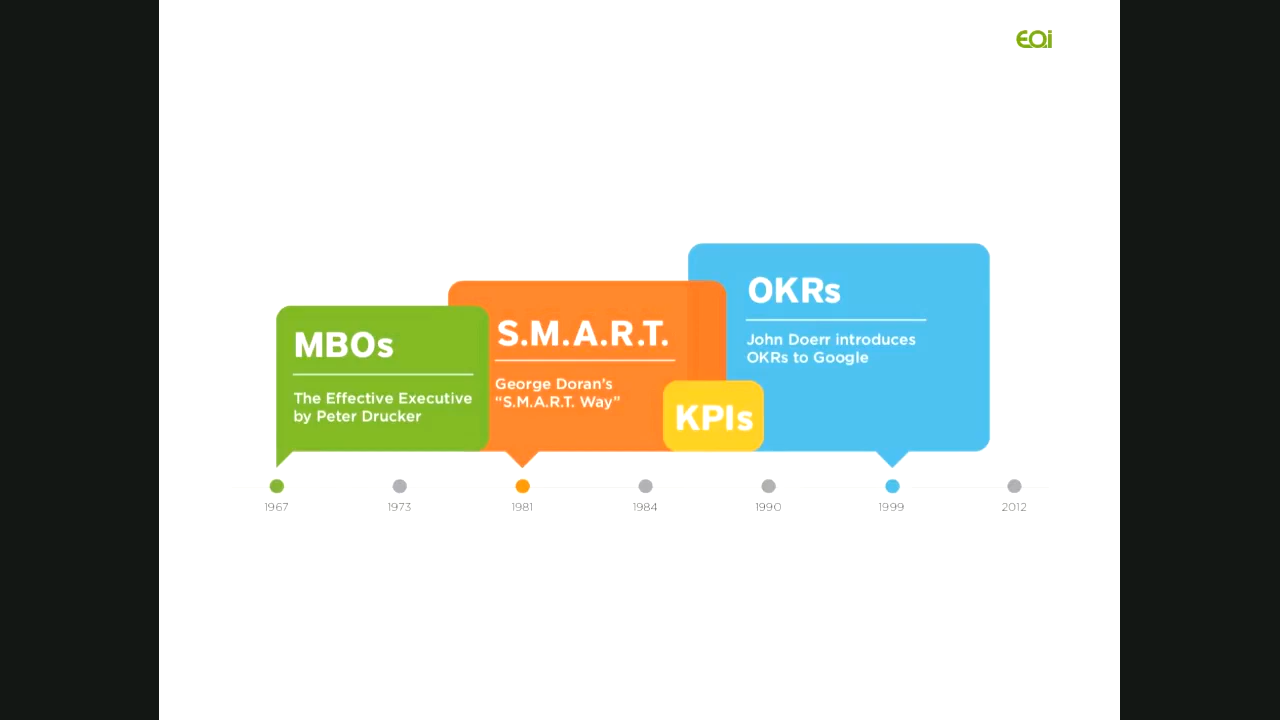 EQi
MBOs
The Effective Executive
by Peter Drucker
S.M.A.R.T.
George Doran's
“S.M.A.R.T. Way”
KPIs
OKRs
John Doerr introduces
OKRs to Google
1967
1973
1981
1984
1990
1999
2012